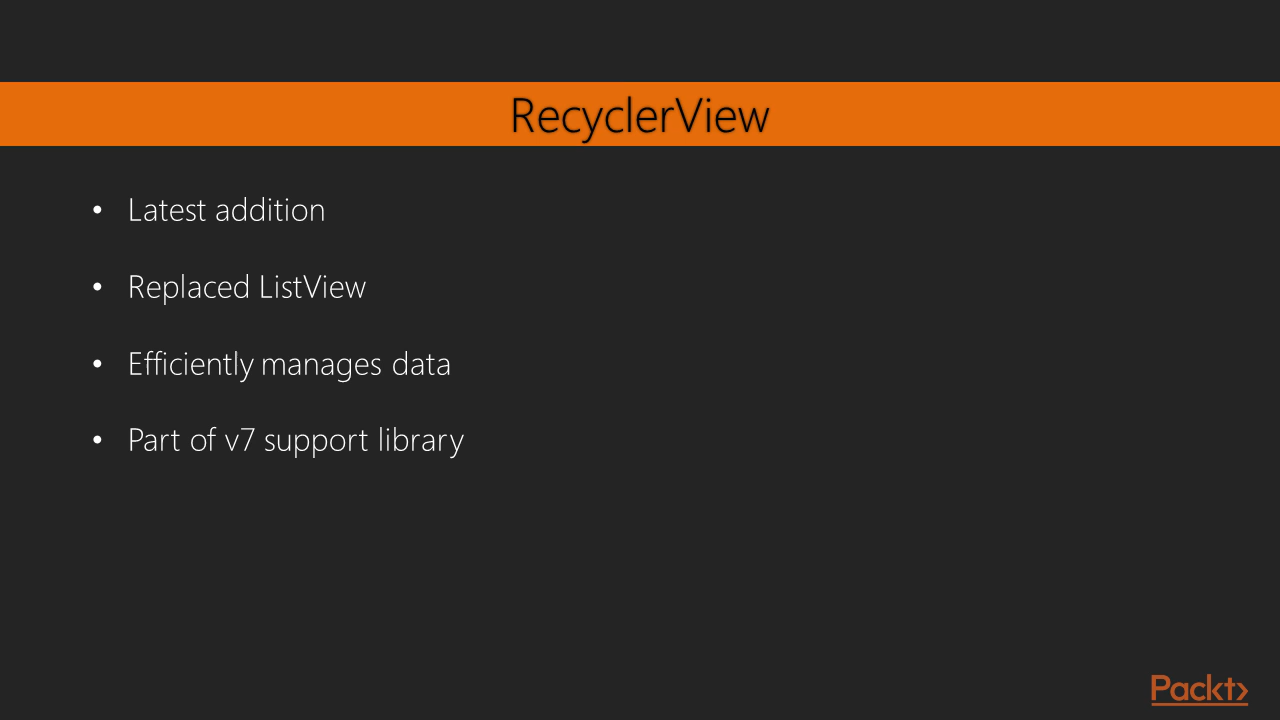 RecyclerView
• Latest addition
• Replaced ListView
• Efficiently manages data
• Part of v7 support library
Packt>